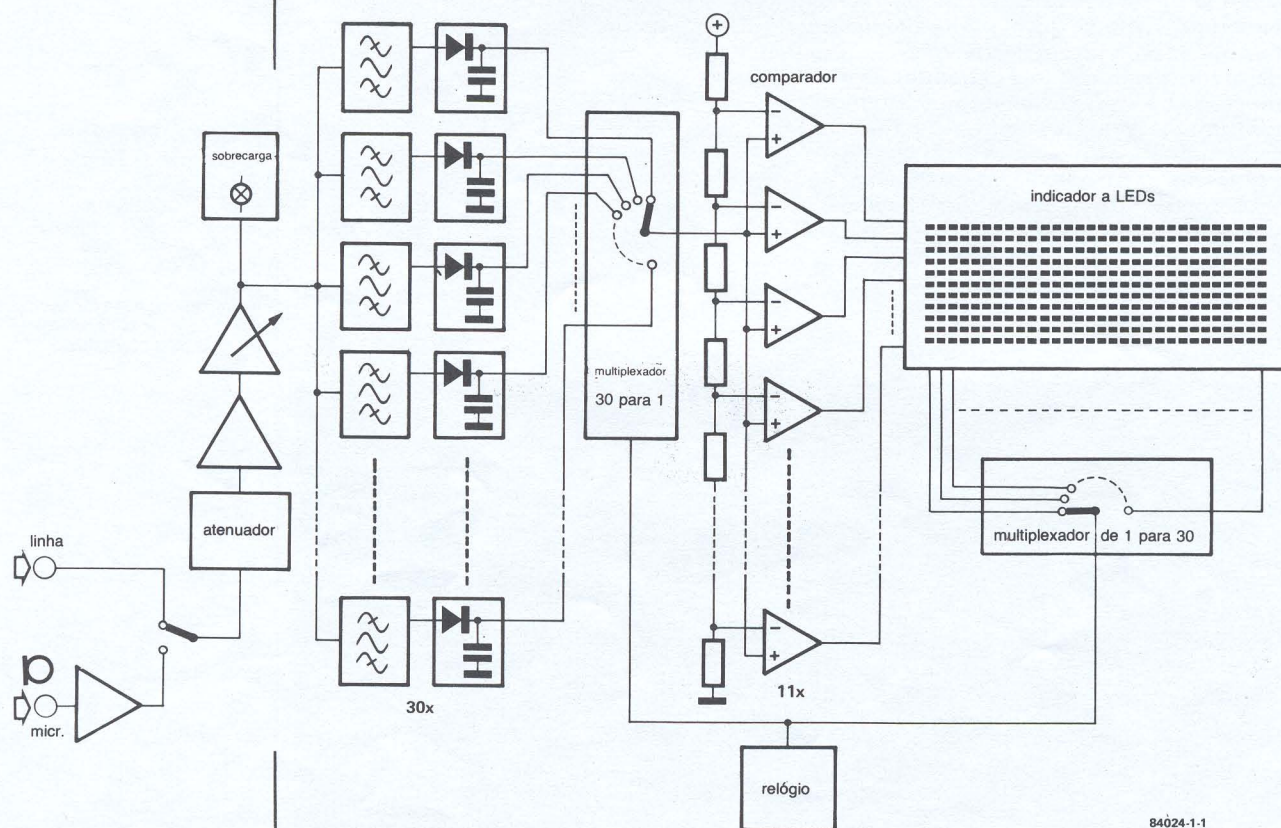 sobrecarga
atenuador
linha
micr.
30x
multiplexador
30 para 1
+
comparador
-
+
-
+
-
+
-
+
-
+
11x
indicador a LEDs
multiplexador de 1 para 30
relógio
84024-1-1